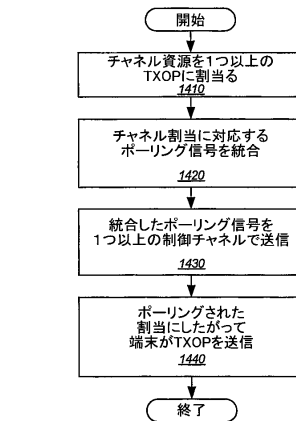 開始
チャネル資源を1つ以上の
TXOPに割当る
1410
チャネル割当に対応する
ポーリング信号を統合
1420
統合したポーリング信号を
1つ以上の制御チャネルで送信
1430
ポーリングされた
割当にしたがって
端末がTXOPを送信
1440
終了